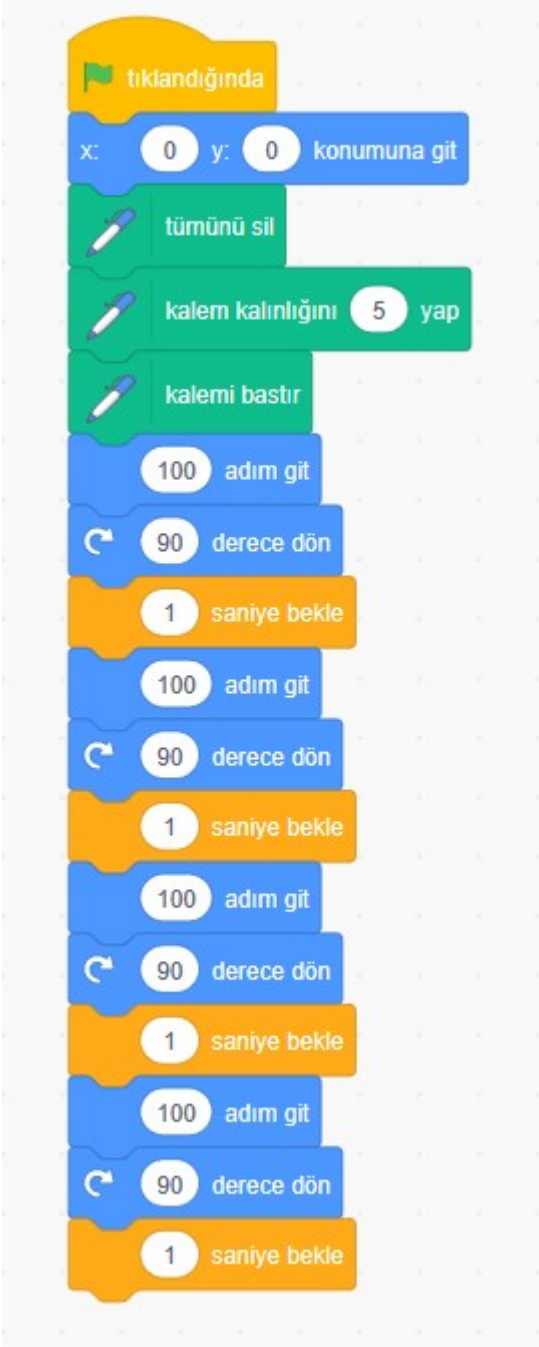 tıklandığında
x: 0 y: 0 konumuna git
tümünü sil
kalem kalınlığını 5 yap
kalemi bastır
100 adım git
90 derece dön
1 saniye bekle
100 adım git
90 derece dön
1 saniye bekle
100 adım git
90 derece dön
1 saniye bekle
100 adım git
90 derece dön
1 saniye bekle